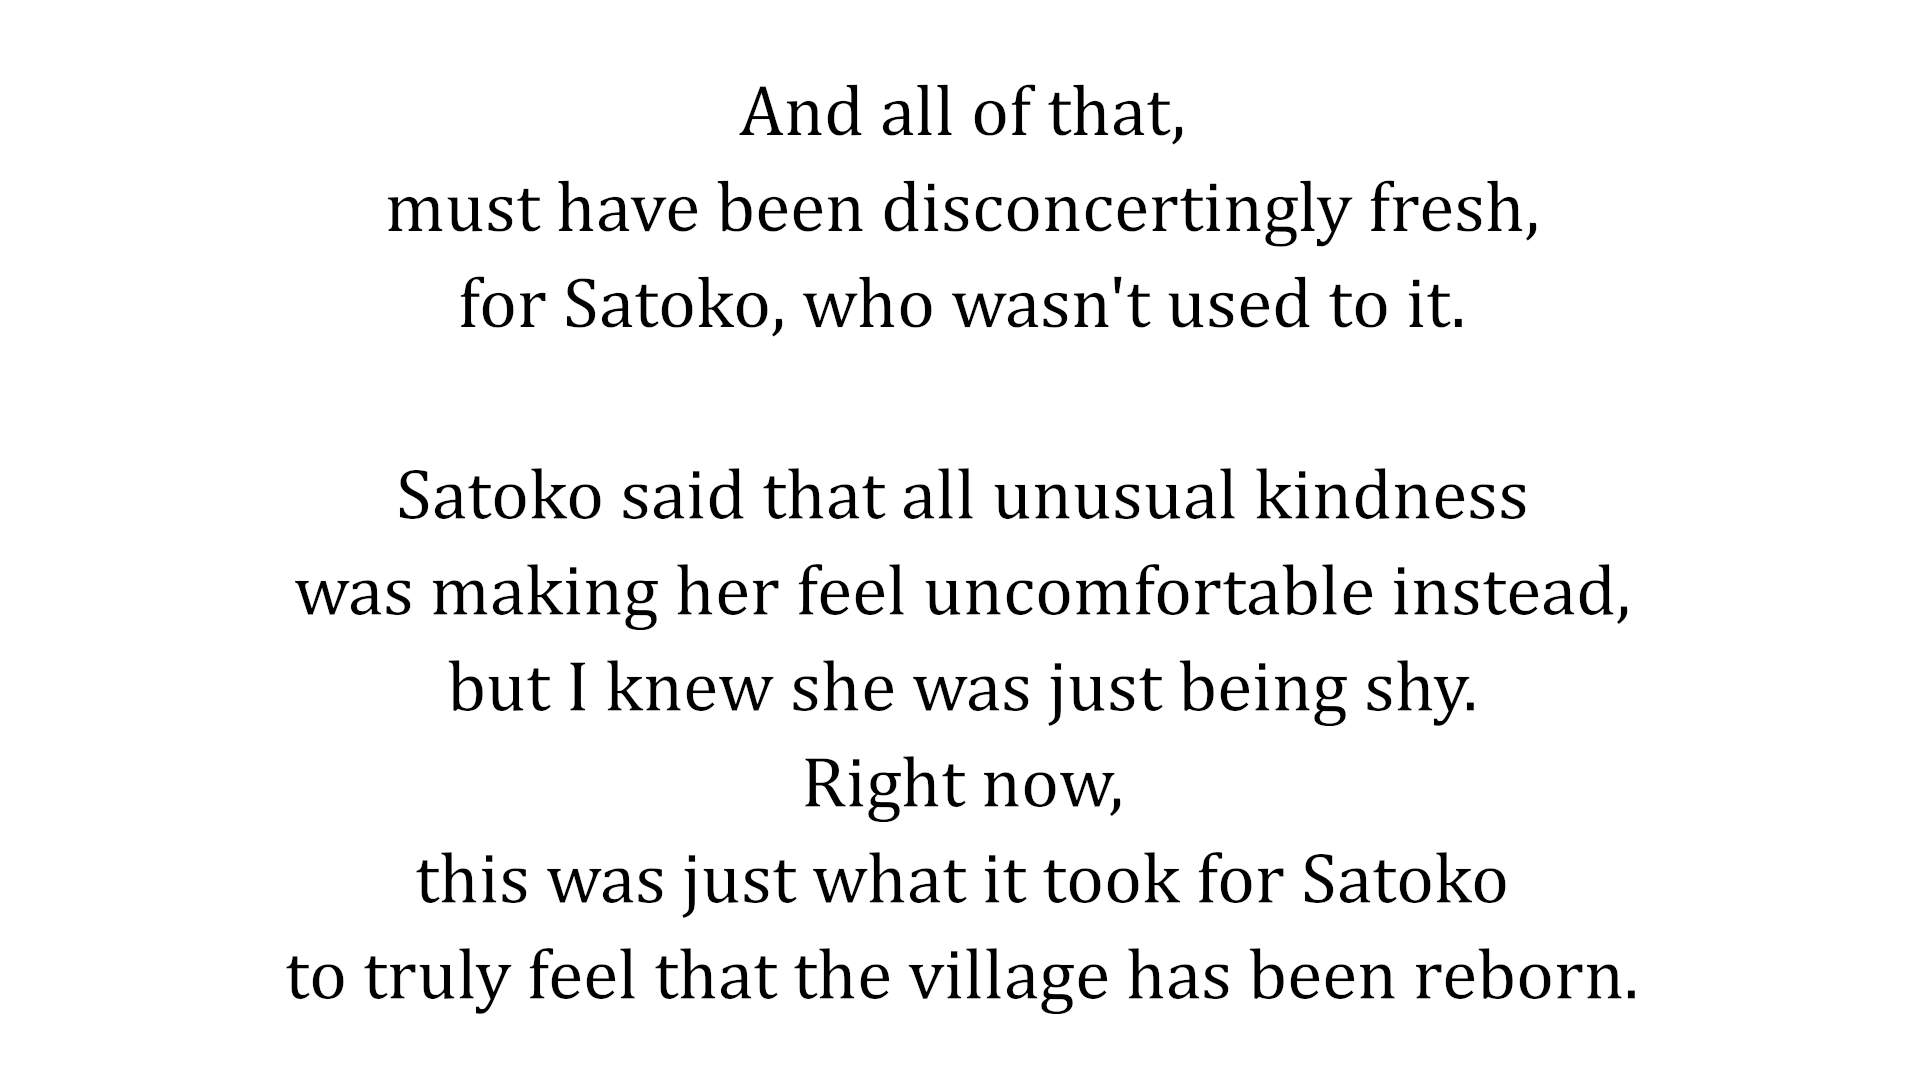 And all of that,
must have been disconcertingly fresh,
for Satoko, who wasn't used to it.
Satoko said that all unusual kindness
was making her feel uncomfortable instead,
but I knew she was just being shy.
Right now,
this was just what it took for Satoko
to truly feel that the village has been reborn.